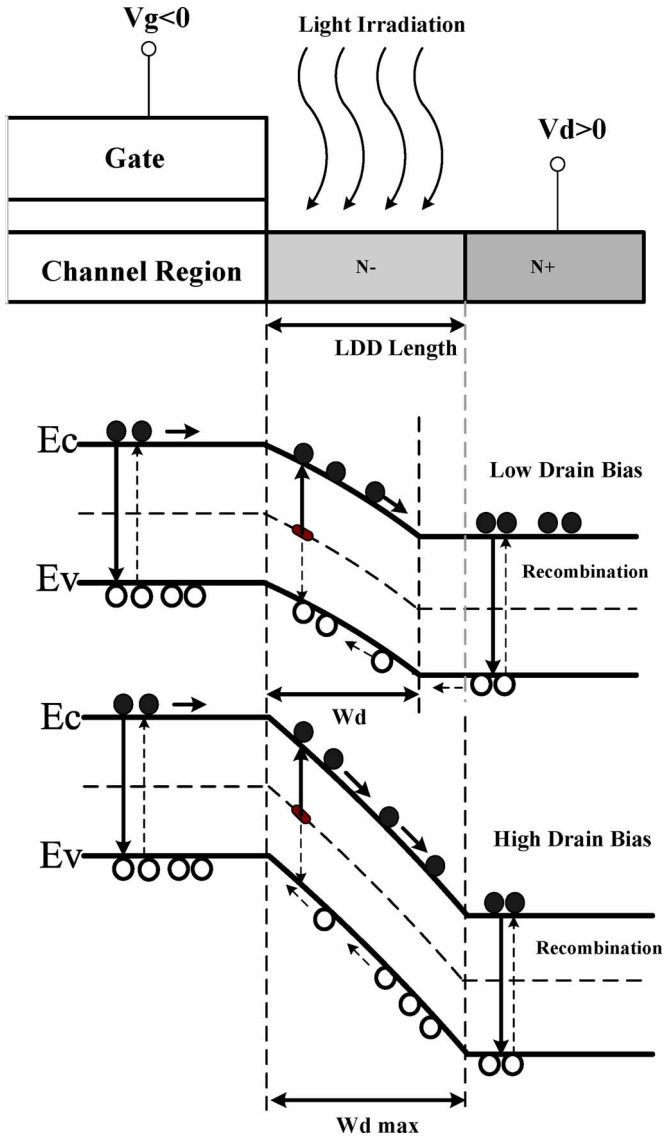 Vg<0
Light Irradiation
Vd>0
Gate
Channel Region
N-
N+
LDD Length
Ec
Low Drain Bias
Ev
Recombination
Wd
Ec
High Drain Bias
Ev
Recombination
Wd max